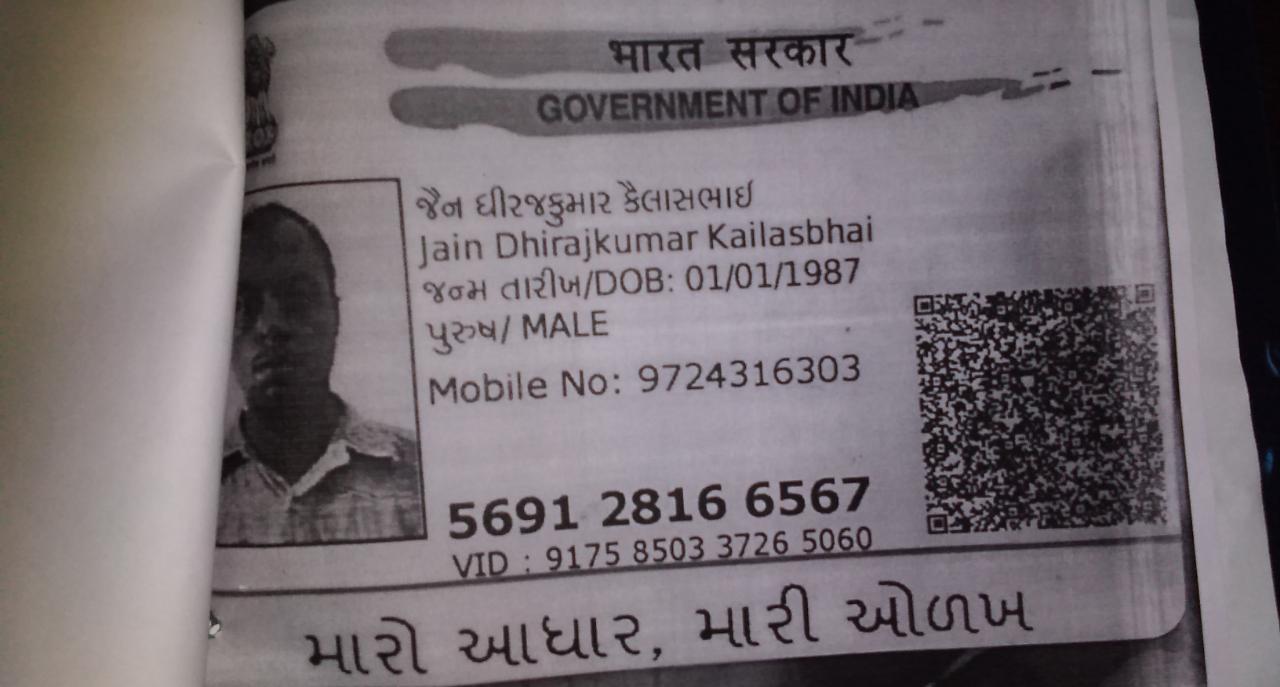 भारत सरकार
GOVERNMENT OF INDIA
જૈન ધીરજકુમાર કૈલાસભાઈ
Jain Dhirajkumar Kailasbhai
જન્મ તારીખ/DOB: 01/01/1987
પુરુષ/ MALE
Mobile No: 9724316303
5691 2816 6567
VID : 9175 8503 3726 5060
મારો આધાર, મારી ઓળખ